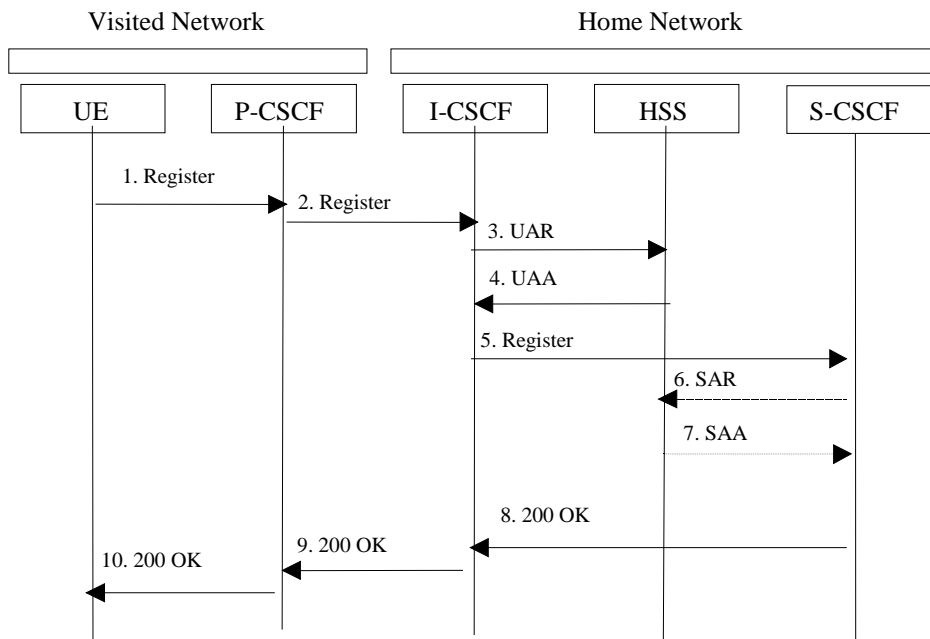 Visited Network
Home Network
UE
P-CSCF
I-CSCF
HSS
S-CSCF
1. Register
2. Register
3. UAR
4. UAA
5. Register
6. SAR
7. SAA
8. 200 OK
9. 200 OK
10. 200 OK